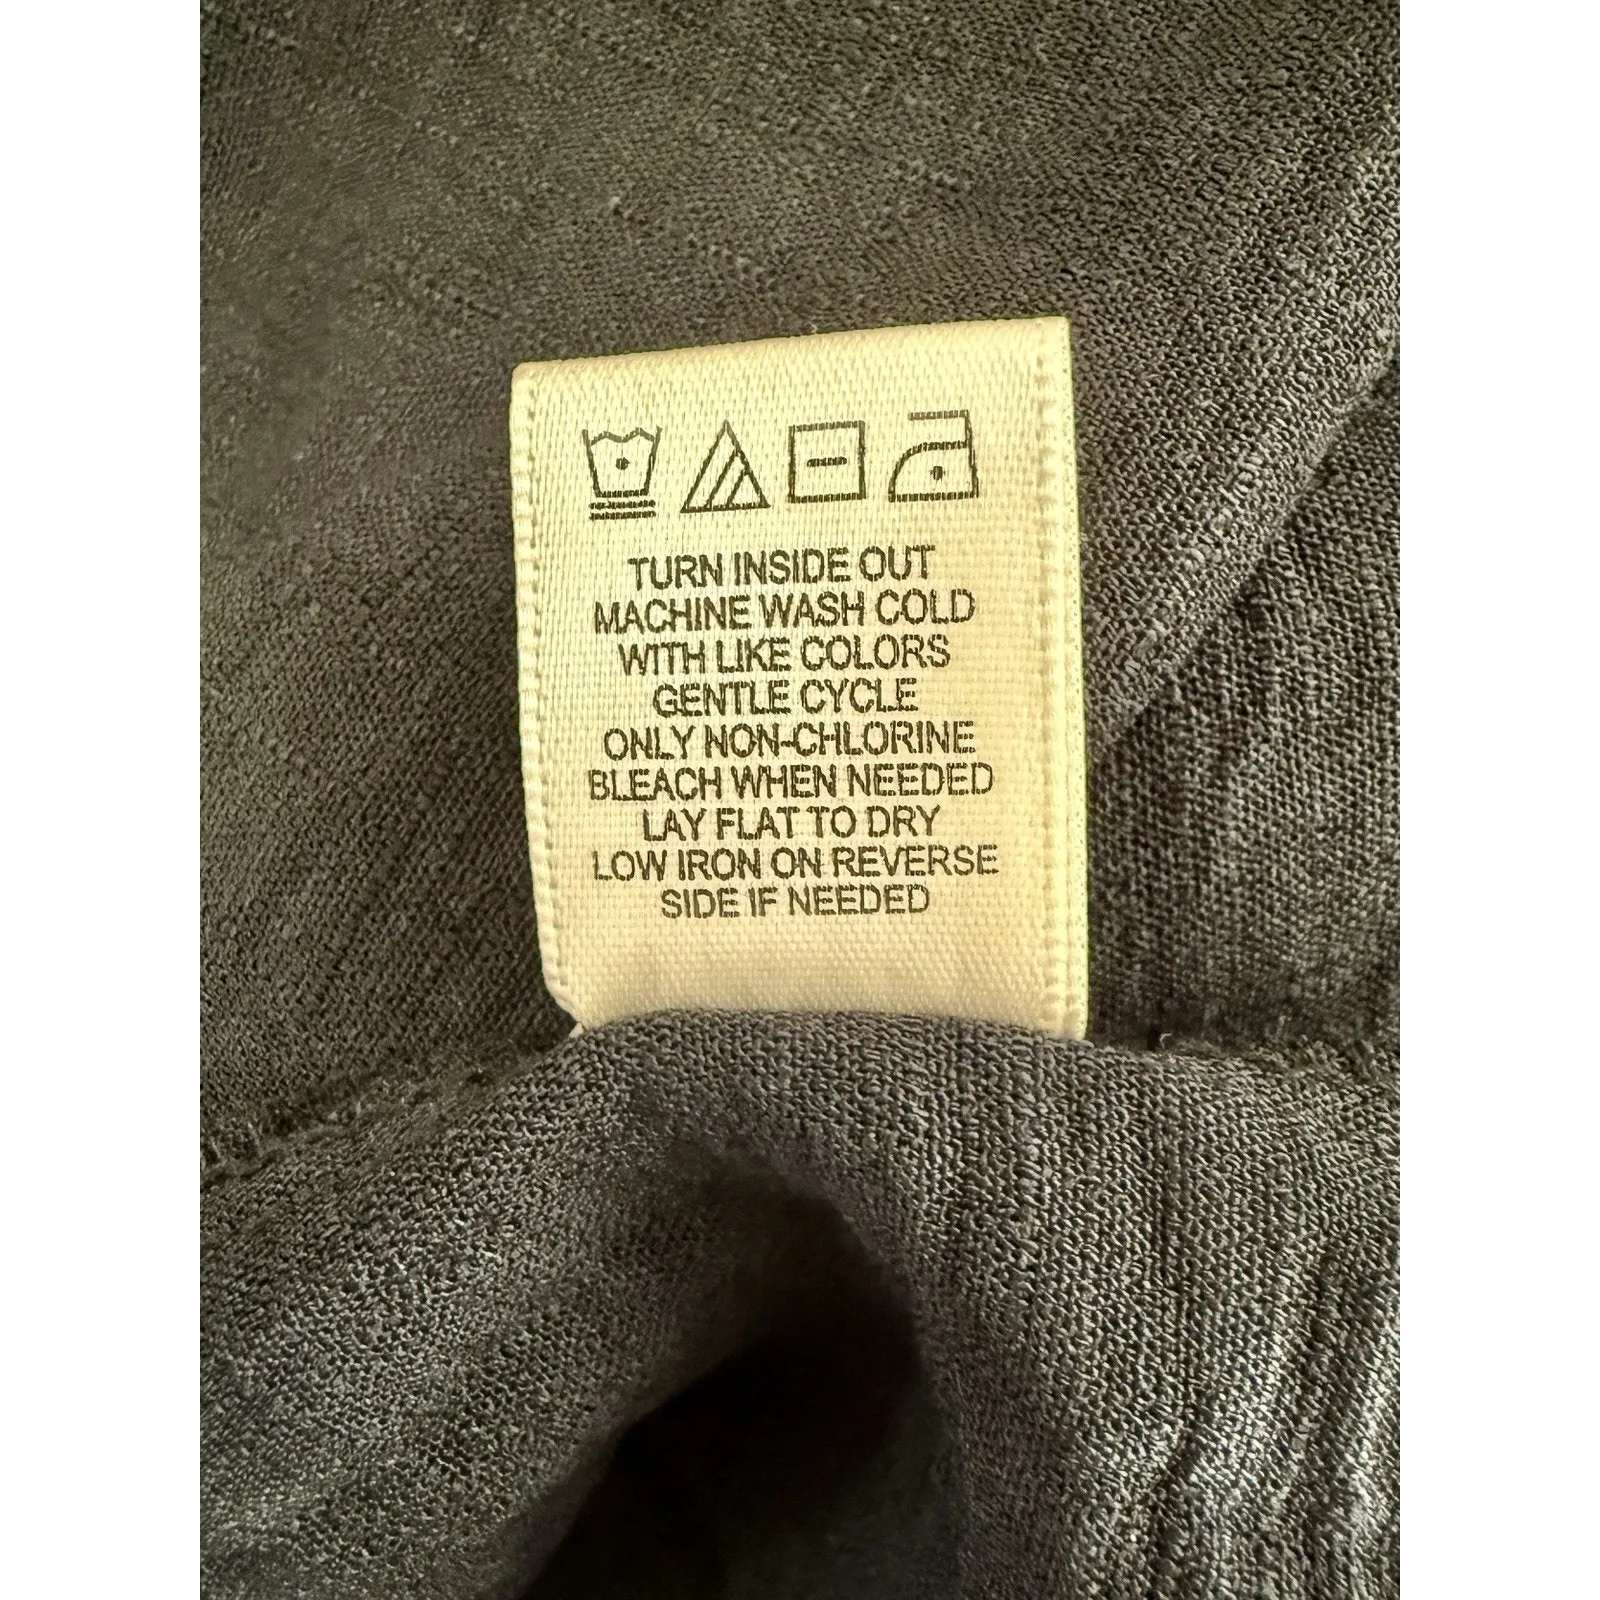 TURN INSIDE OUT
MACHINE WASH COLD
WITH LIKE COLORS
GENTLE CYCLE
ONLY NON-CHLORINE
BLEACH WHEN NEEDED
LAY FLAT TO DRY
LOW IRON ON REVERSE
SIDE IF NEEDED